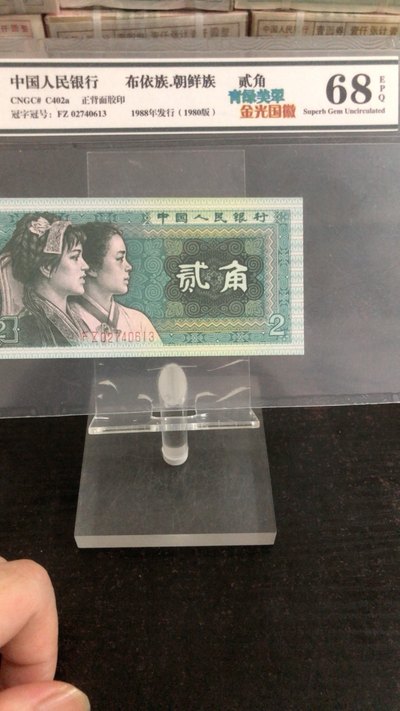 中国人民银行 布依族.朝鲜族 贰角
CNGC# C402a 正背面胶印 青绿美翠
冠字冠号: FZ 02740613 1988年发行(1980版) 金光国徽
68 EPQ
Superb Gem Uncirculated
中国人民银行
贰角
FZ02740613
2
2